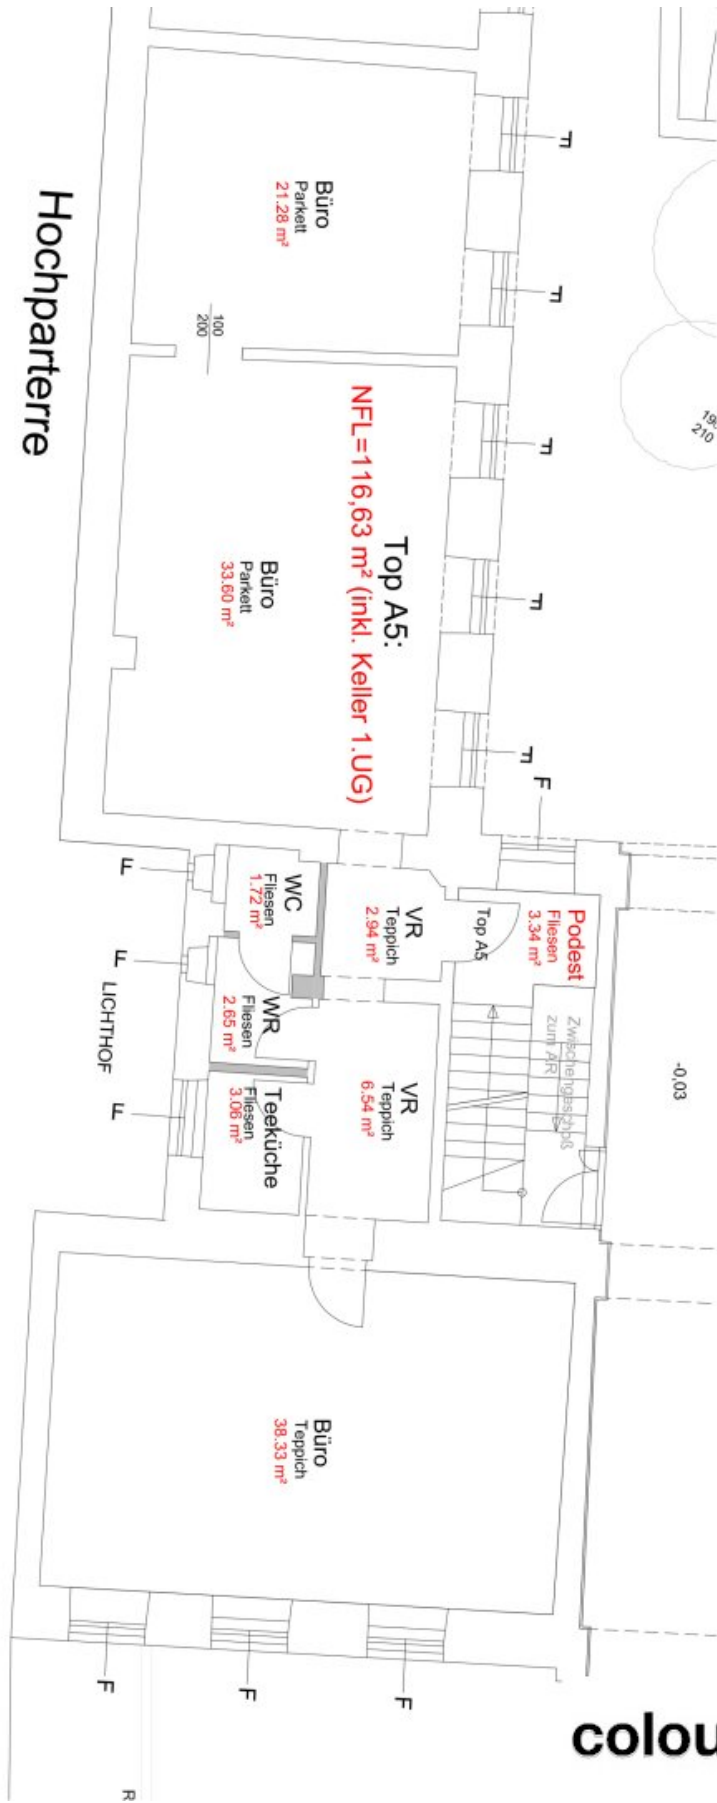 Hochparterre
Büro
Parkett
21.28 m²
100
200
F
F
F
F
F
F
190
210
Top A5:
NFL=116,63 m² (inkl. Keller 1.UG)
Büro
Parkett
33.60 m²
F
F
F
LICHTHOF
WC
Fliesen
1.72 m²
VR
Teppich
2.94 m²
Top A5
Podest
Fliesen
3.34 m²
WR
Fliesen
2.65 m²
VR
Teppich
6.54 m²
Zwischengeschoß
zum AR
-0,03
Teeküche
Fliesen
3.06 m²
Büro
Teppich
38.33 m²
F
F
F
colou
R